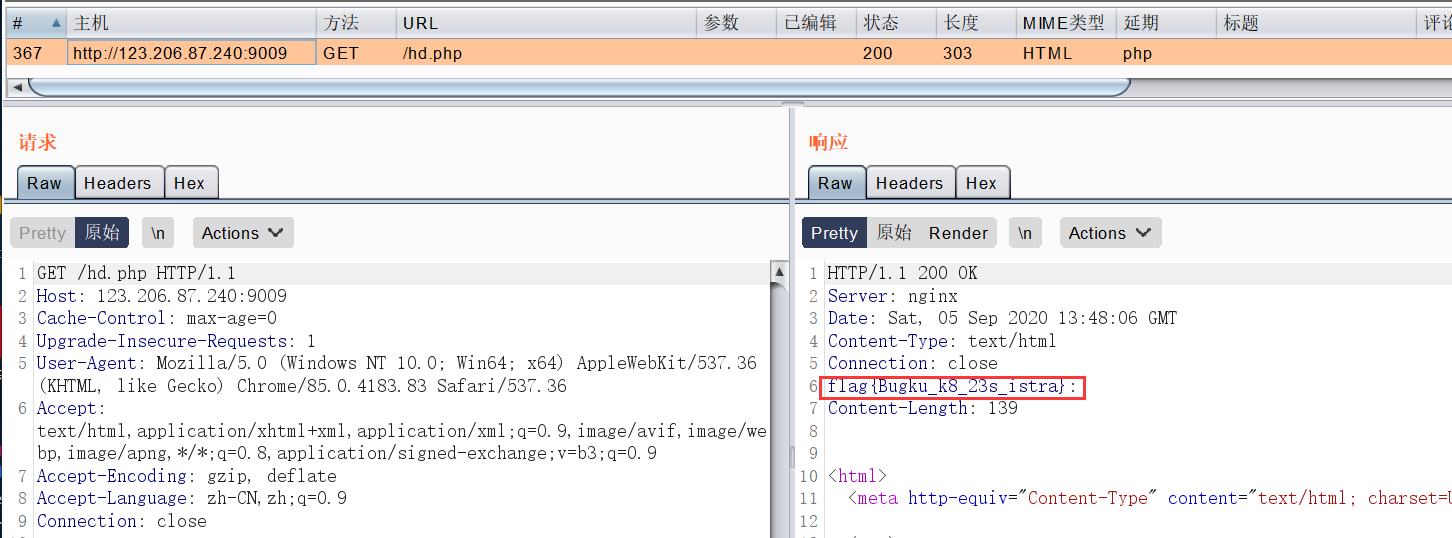 # 主机 方法 URL 参数 已编辑 状态 长度 MIME类型 延期 标题
367 http://123.206.87.240:9009 GET /hd.php 200 303 HTML php
请求
Raw Headers Hex
Pretty 原始 \n Actions
1 GET /hd.php HTTP/1.1
2 Host: 123.206.87.240:9009
3 Cache-Control: max-age=0
4 Upgrade-Insecure-Requests: 1
5 User-Agent: Mozilla/5.0 (Windows NT 10.0; Win64; x64) AppleWebKit/537.36
(KHTML, like Gecko) Chrome/85.0.4183.83 Safari/537.36
6 Accept:
text/html,application/xhtml+xml,application/xml;q=0.9,image/avif,image/we
bp,image/apng,*/*;q=0.8,application/signed-exchange;v=b3;q=0.9
7 Accept-Encoding: gzip, deflate
8 Accept-Language: zh-CN,zh;q=0.9
9 Connection: close
响应
Raw Headers Hex
Pretty 原始 Render \n Actions
1 HTTP/1.1 200 OK
2 Server: nginx
3 Date: Sat, 05 Sep 2020 13:48:06 GMT
4 Content-Type: text/html
5 Connection: close
6 flag{Bugku_k8_23s_istra}:
7 Content-Length: 139
8
9
10 <html>
11 <meta http-equiv="Content-Type" content="text/html; charset=
12